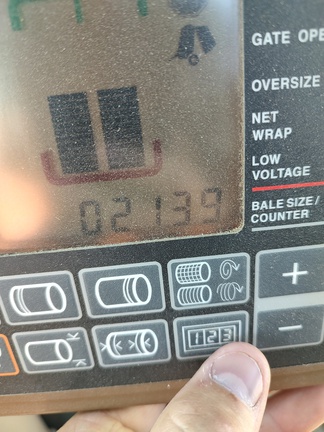 GATE OPE
OVERSIZE
NET
WRAP
LOW
VOLTAGE
BALE SIZE /
COUNTER
02139
+
−
123